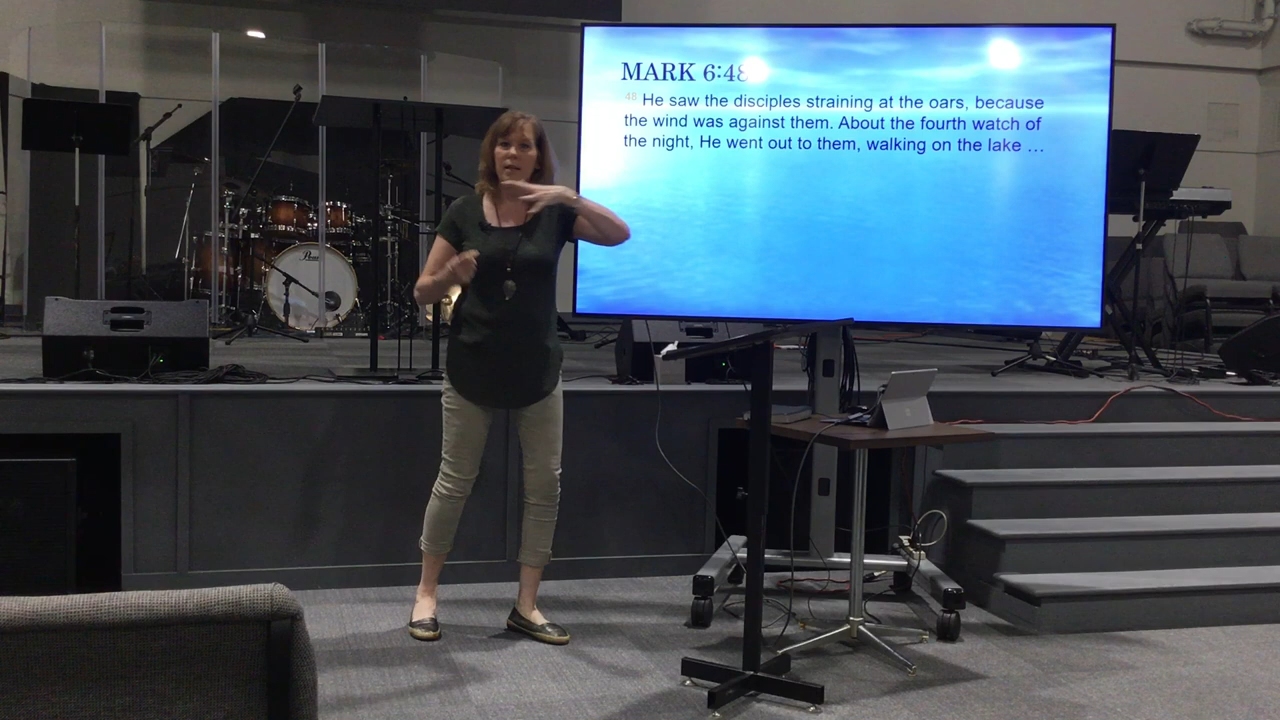 MARK 6:48
48 He saw the disciples straining at the oars, because
the wind was against them. About the fourth watch of
the night, He went out to them, walking on the lake …
Pearl